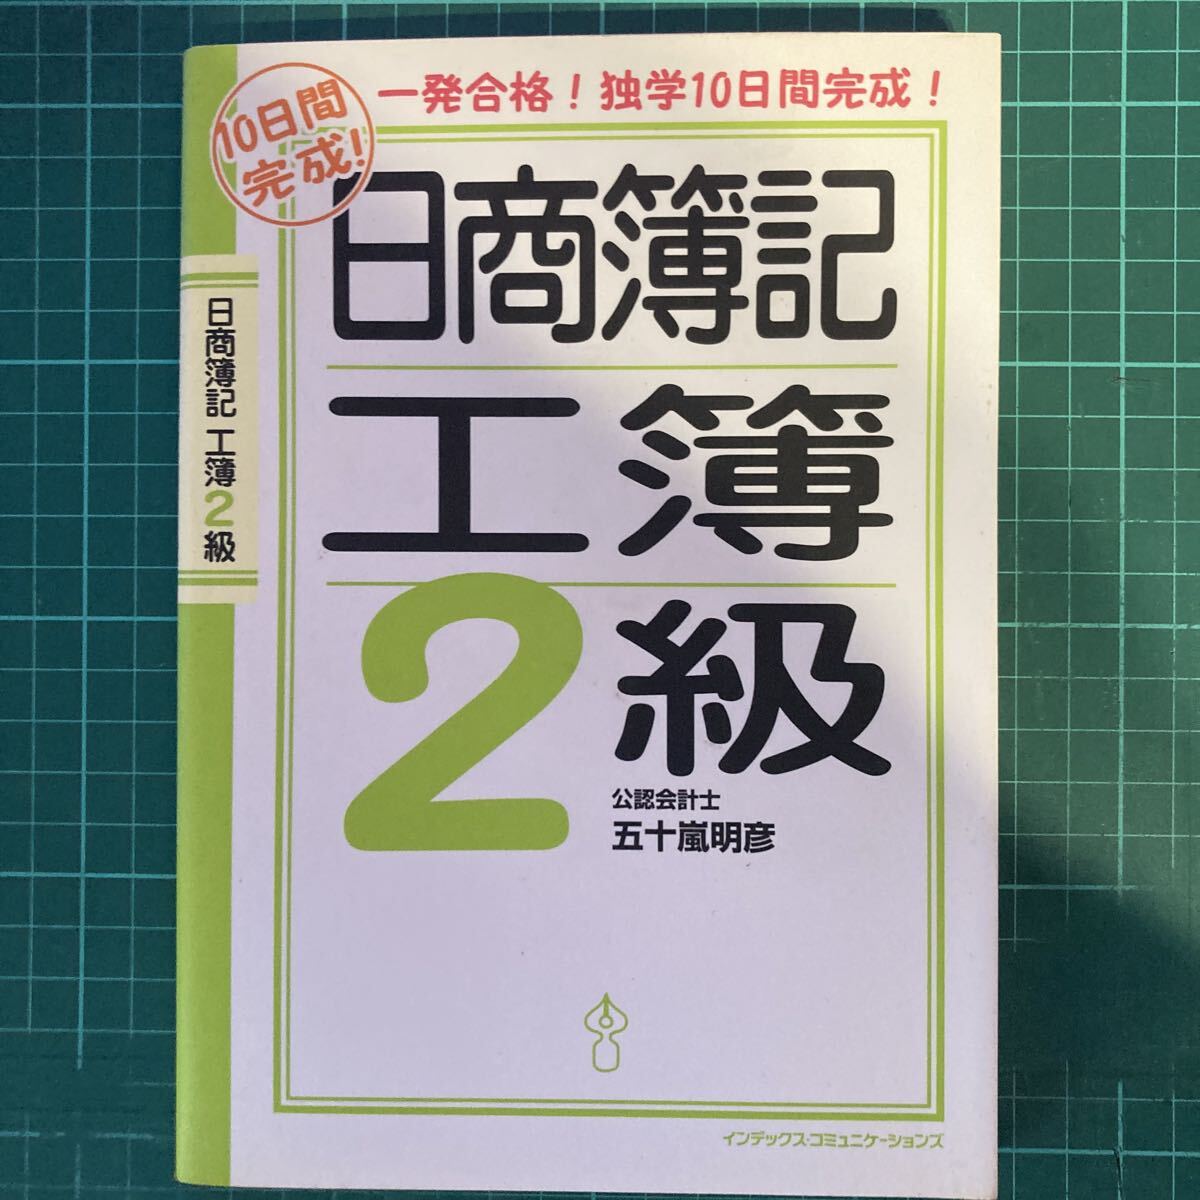 一発合格！独学10日間完成！
10日間
完成！
日商簿記
工簿
2級
公認会計士
五十嵐明彦
インデックス・コミュニケーションズ
日商簿記 工簿2級